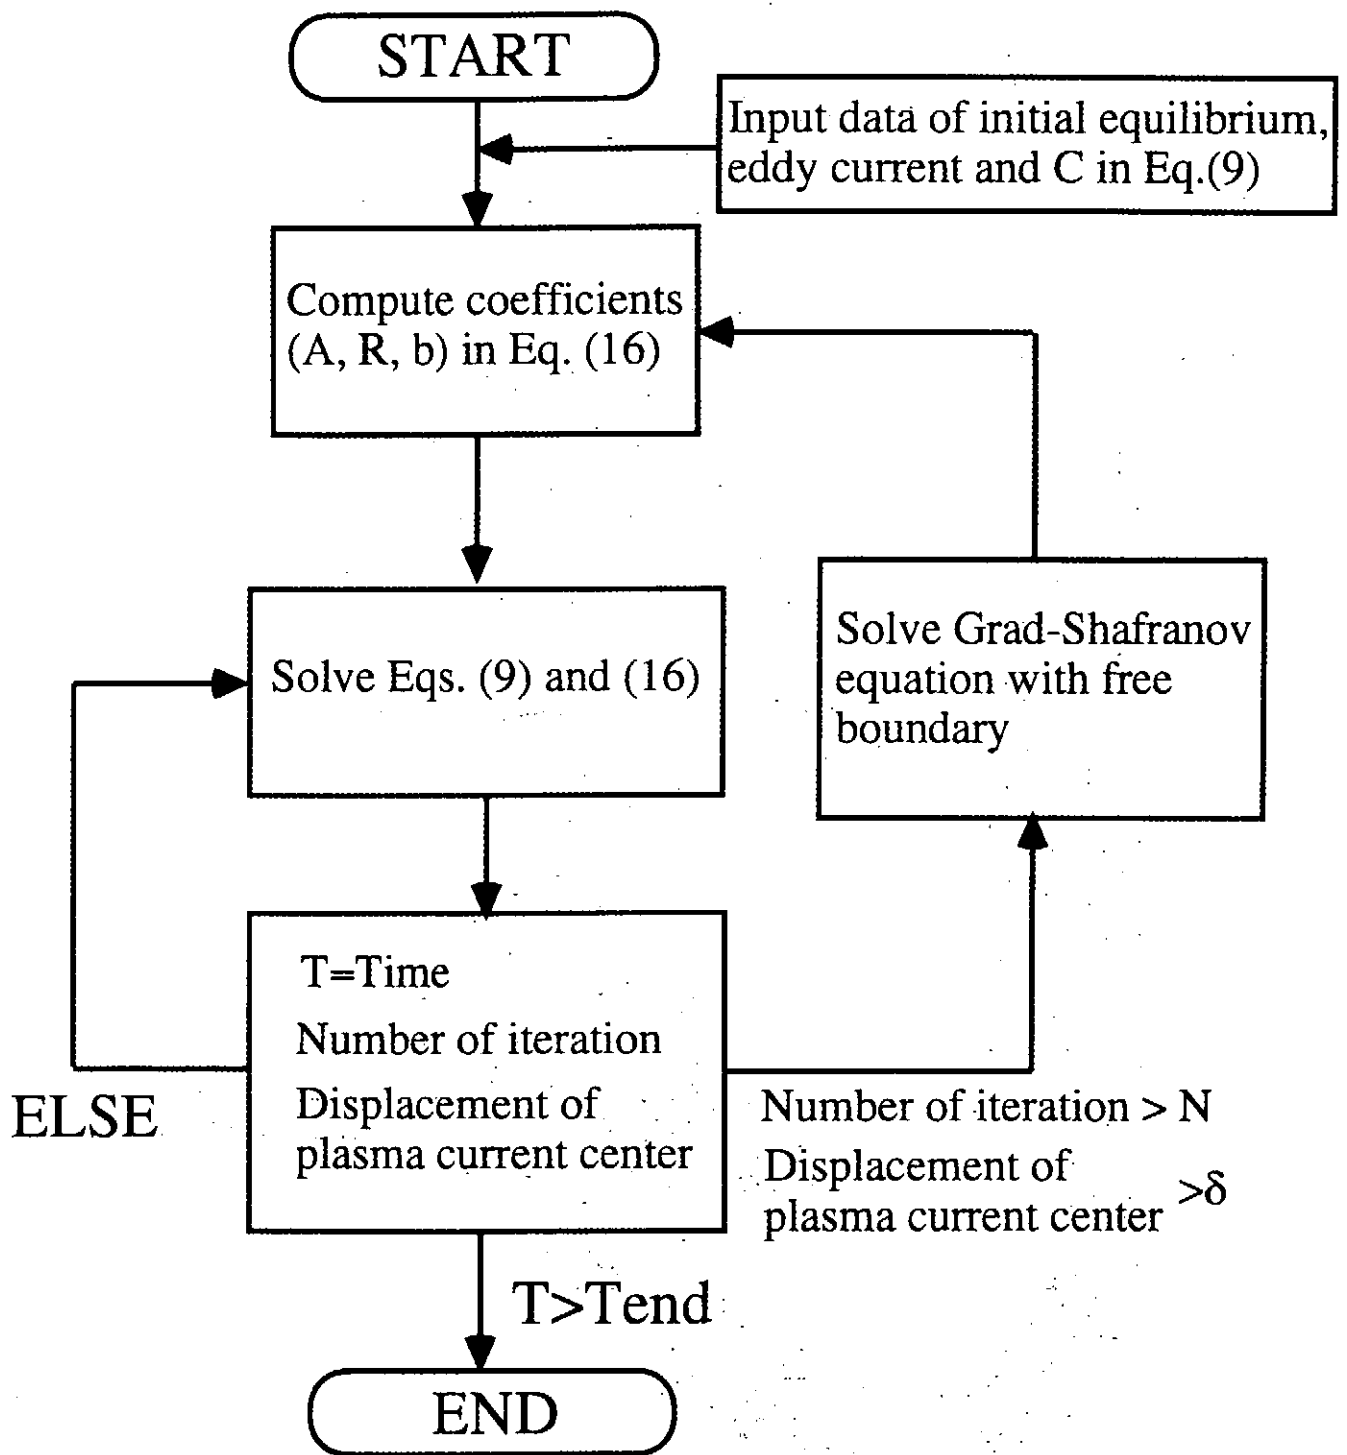 START
Input data of initial equilibrium,
eddy current and C in Eq.(9)
Compute coefficients
(A, R, b) in Eq. (16)
Solve Grad-Shafranov
equation with free
boundary
Solve Eqs. (9) and (16)
T=Time
Number of iteration
Displacement of
plasma current center
ELSE
Number of iteration > N
Displacement of
plasma current center >δ
T>Tend
END